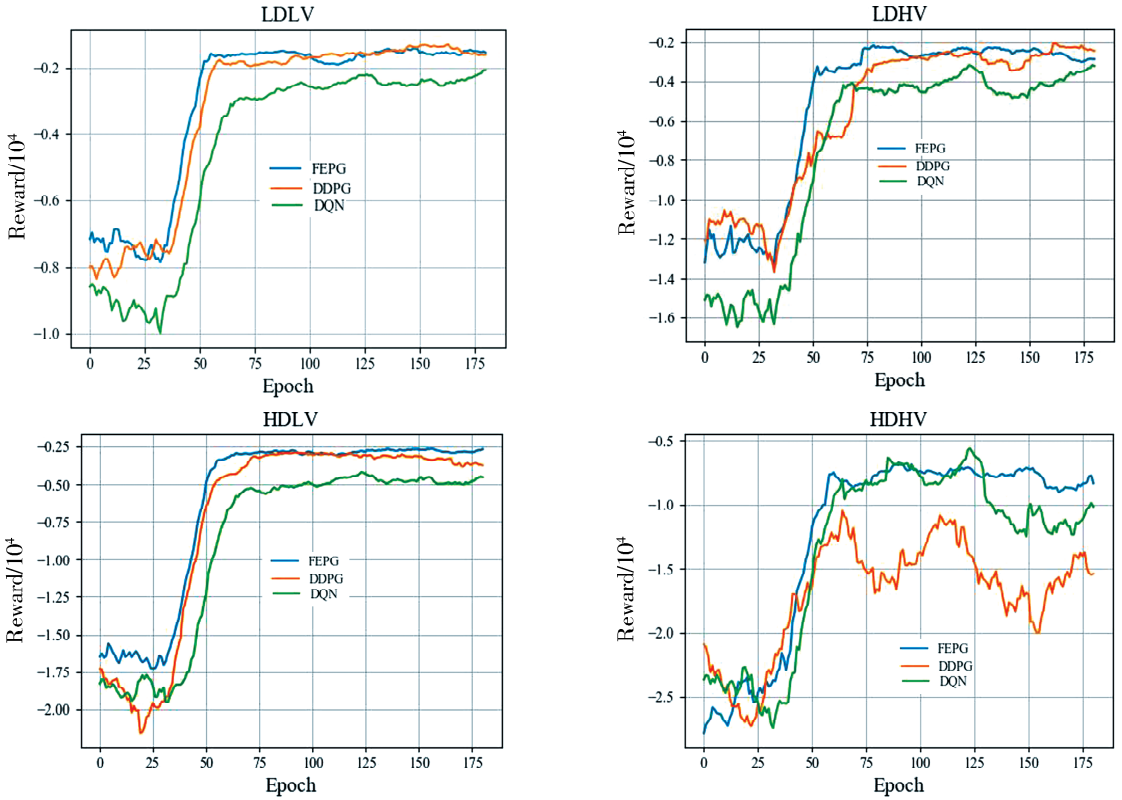 LDLV
−0.2
−0.4
−0.6
−0.8
−1.0
Reward/10⁴
FEPG
DDPG
DQN
0 25 50 75 100 125 150 175
Epoch
LDHV
−0.2
−0.4
−0.6
−0.8
−1.0
−1.2
−1.4
−1.6
Reward/10⁴
FEPG
DDPG
DQN
0 25 50 75 100 125 150 175
Epoch
HDLV
−0.25
−0.50
−0.75
−1.00
−1.25
−1.50
−1.75
−2.00
Reward/10⁴
FEPG
DDPG
DQN
0 25 50 75 100 125 150 175
Epoch
HDHV
−0.5
−1.0
−1.5
−2.0
−2.5
Reward/10⁴
FEPG
DDPG
DQN
0 25 50 75 100 125 150 175
Epoch